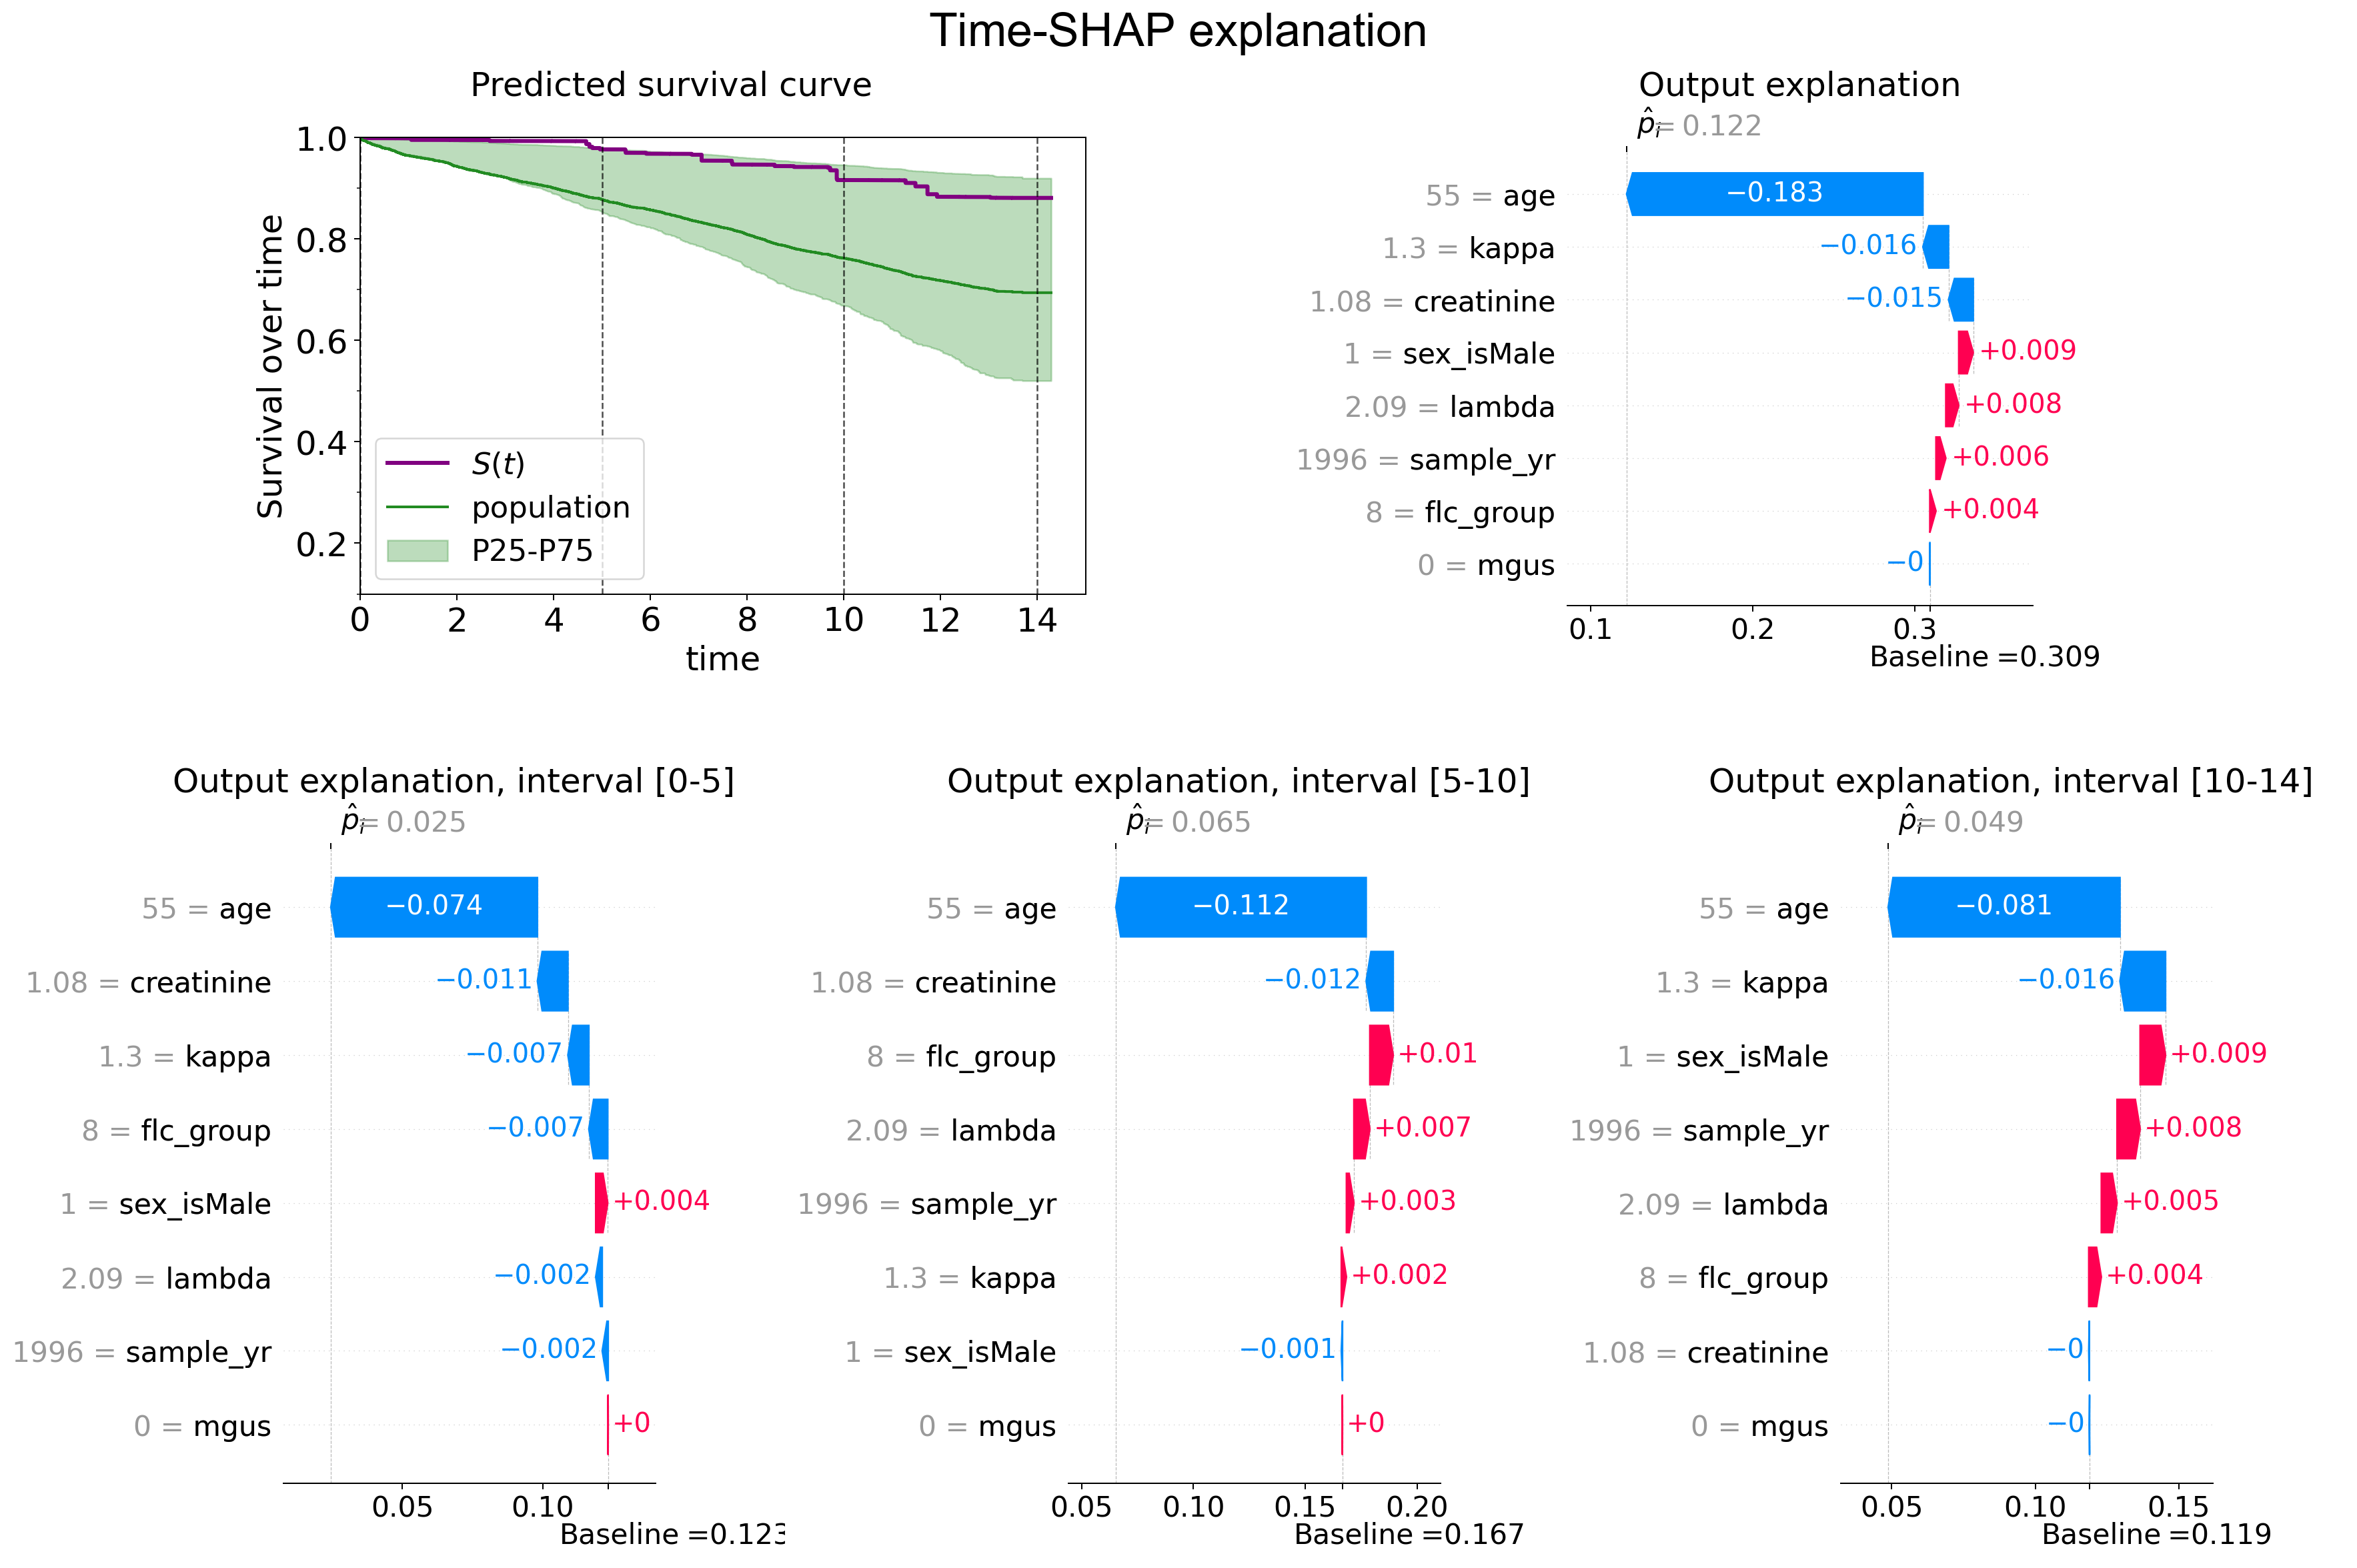 Time-SHAP explanation
Predicted survival curve
Survival over time
1.0
0.8
0.6
0.4
0.2
S(t)
population
P25-P75
0 2 4 6 8 10 12 14
time
Output explanation
p̂i = 0.122
55 = age −0.183
1.3 = kappa −0.016
1.08 = creatinine −0.015
1 = sex_isMale +0.009
2.09 = lambda +0.008
1996 = sample_yr +0.006
8 = flc_group +0.004
0 = mgus −0
0.1 0.2 0.3
Baseline =0.309
Output explanation, interval [0-5]
p̂i = 0.025
55 = age −0.074
1.08 = creatinine −0.011
1.3 = kappa −0.007
8 = flc_group −0.007
1 = sex_isMale +0.004
2.09 = lambda −0.002
1996 = sample_yr −0.002
0 = mgus +0
0.05 0.10
Baseline =0.123
Output explanation, interval [5-10]
p̂i = 0.065
55 = age −0.112
1.08 = creatinine −0.012
8 = flc_group +0.01
2.09 = lambda +0.007
1996 = sample_yr +0.003
1.3 = kappa +0.002
1 = sex_isMale −0.001
0 = mgus +0
0.05 0.10 0.15 0.20
Baseline =0.167
Output explanation, interval [10-14]
p̂i = 0.049
55 = age −0.081
1.3 = kappa −0.016
1 = sex_isMale +0.009
1996 = sample_yr +0.008
2.09 = lambda +0.005
8 = flc_group +0.004
1.08 = creatinine −0
0 = mgus −0
0.05 0.10 0.15
Baseline =0.119